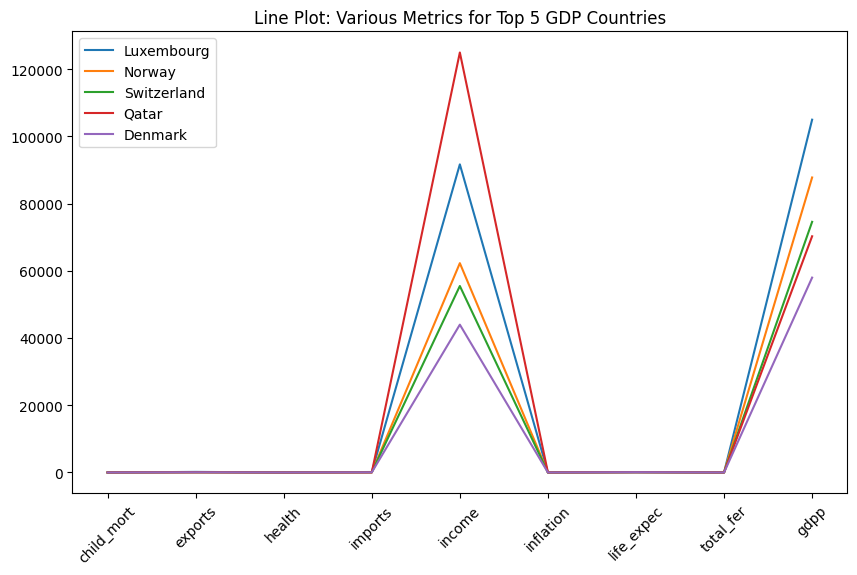 Line Plot: Various Metrics for Top 5 GDP Countries
Luxembourg
Norway
Switzerland
Qatar
Denmark
120000
100000
80000
60000
40000
20000
0
child_mort
exports
health
imports
income
inflation
life_expec
total_fer
gdpp